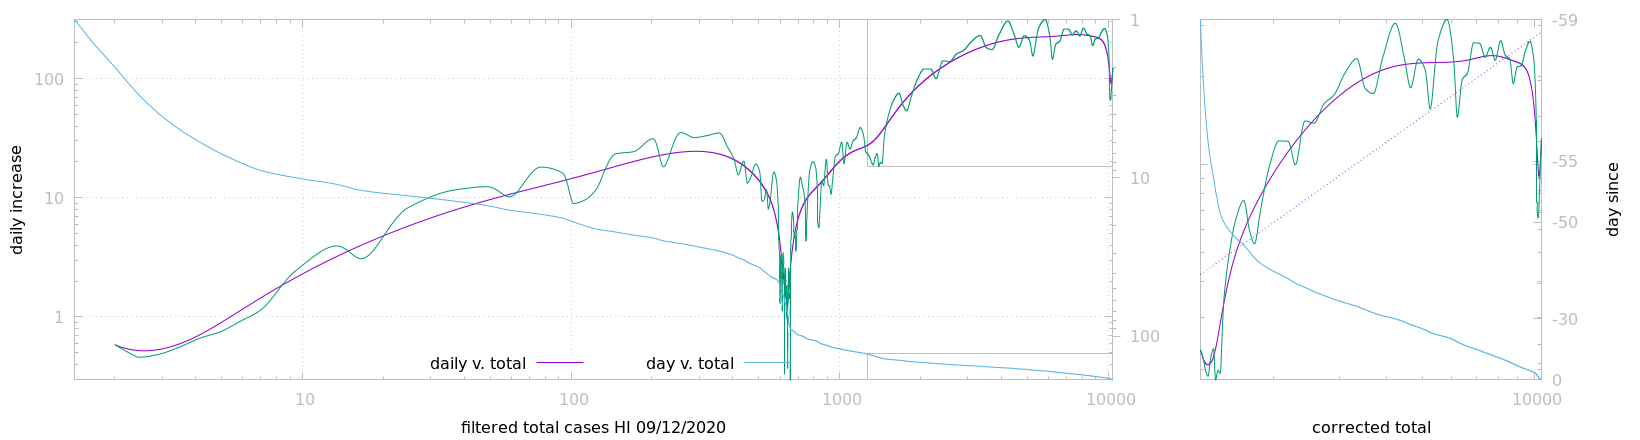 daily increase
100
10
1
10
100
1000
10000
1
10
100
daily v. total
day v. total
filtered total cases HI 09/12/2020
10000
corrected total
-59
-55
-50
-30
0
day since